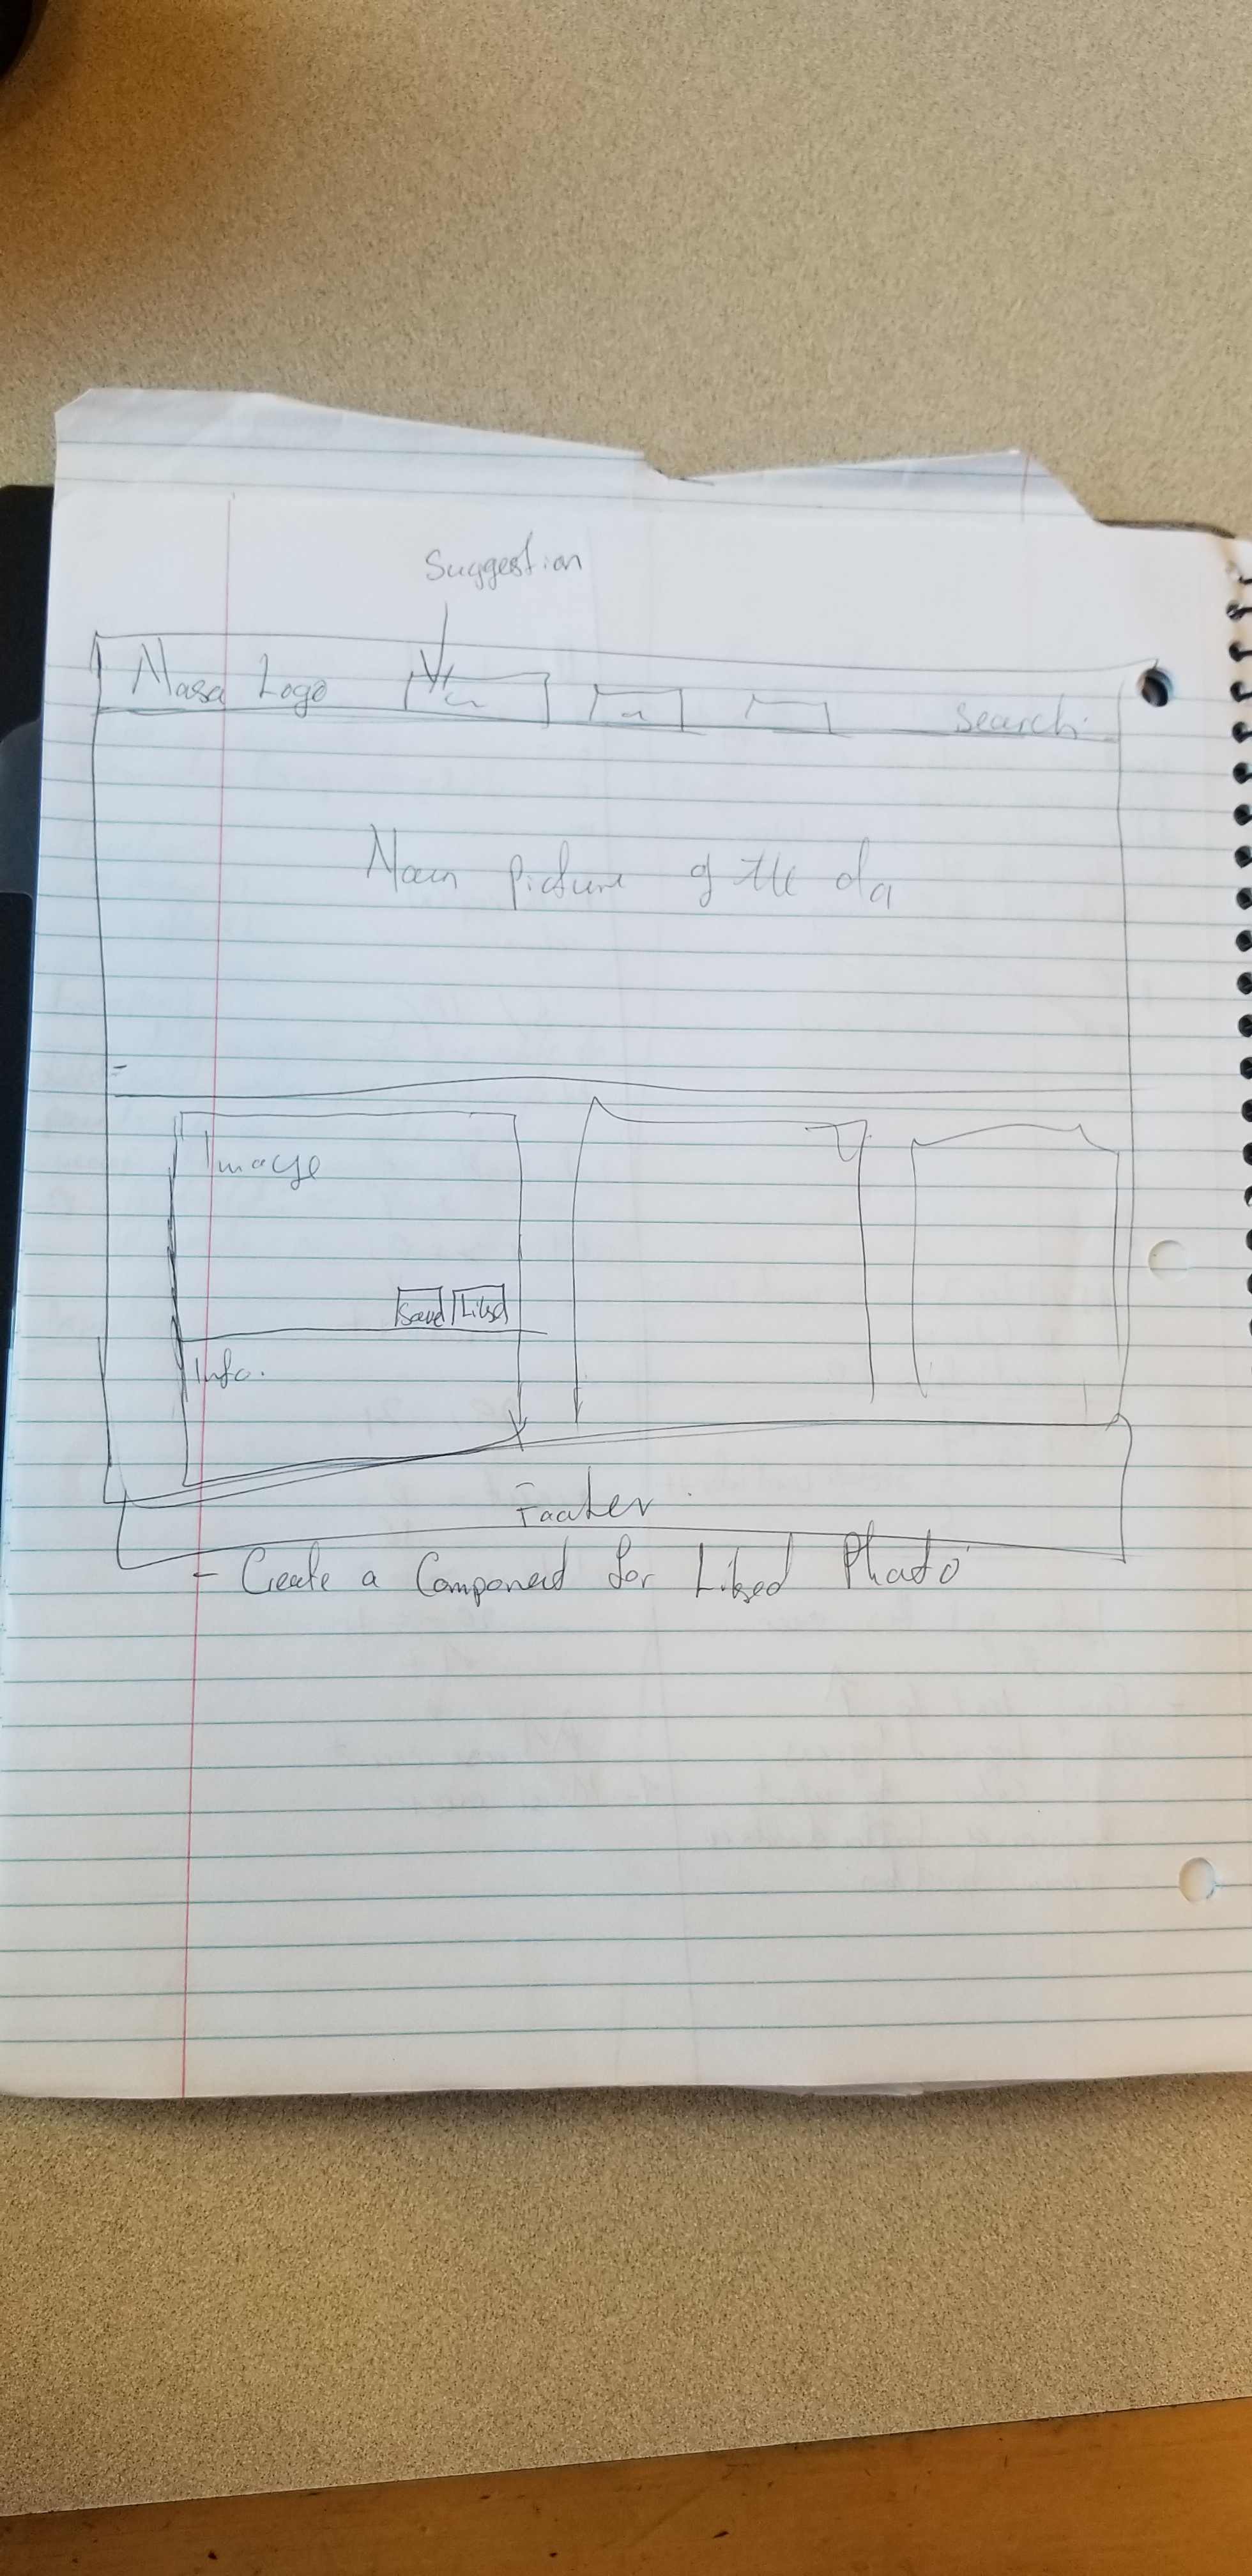 Suggestion
Nasa Logo
Search
Main picture of the da
Image
Save Liked
Info.
Footer
- Create a Component for Liked Photo